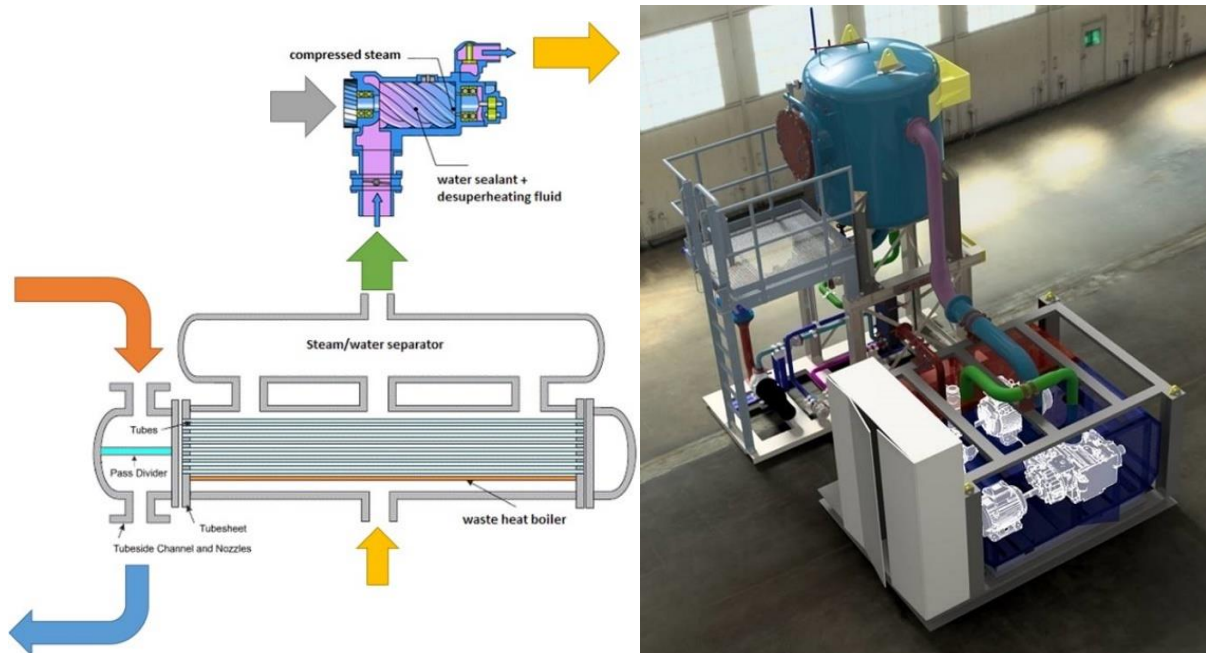 compressed steam
water sealant +
desuperheating fluid
Steam/water separator
Tubes
Pass Divider
waste heat boiler
Tubesheet
Tubeside Channel and Nozzles